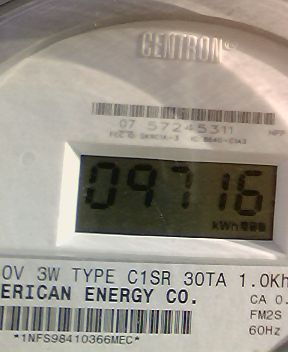 CENTRON®
07 57245311
09716
kWh
0V 3W TYPE C1SR 30TA 1.0Kh
ERICAN ENERGY CO.
CA 0.
FM2S
60Hz
*1NFS98410366MEC*